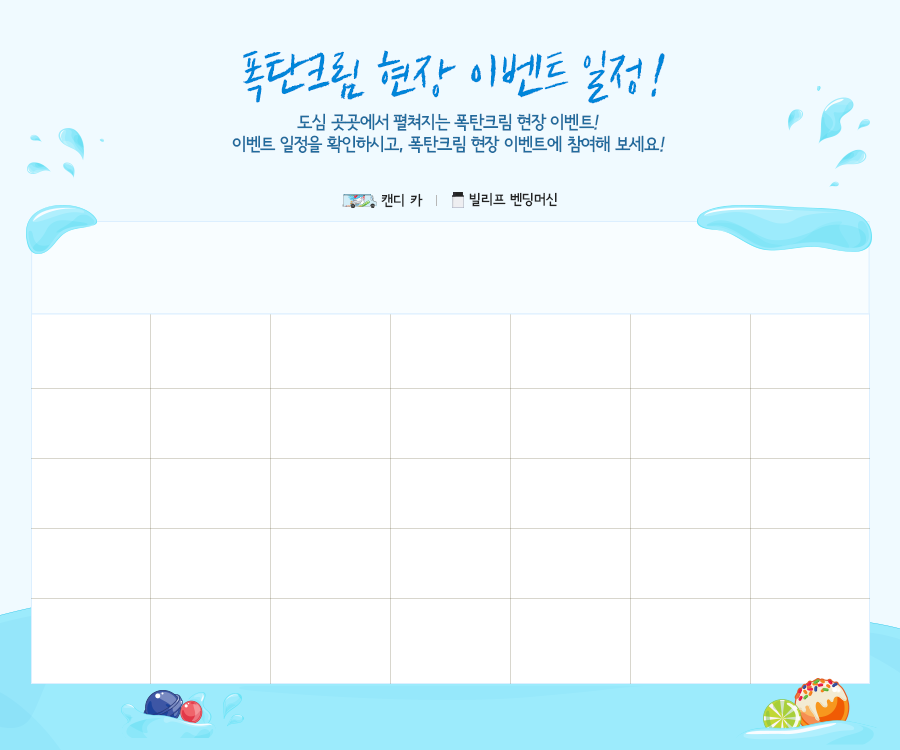 폭탄크림 현장 이벤트 일정!
도심 곳곳에서 펼쳐지는 폭탄크림 현장 이벤트!
이벤트 일정을 확인하시고, 폭탄크림 현장 이벤트에 참여해 보세요!
캔디 카 | 빌리프 벤딩머신